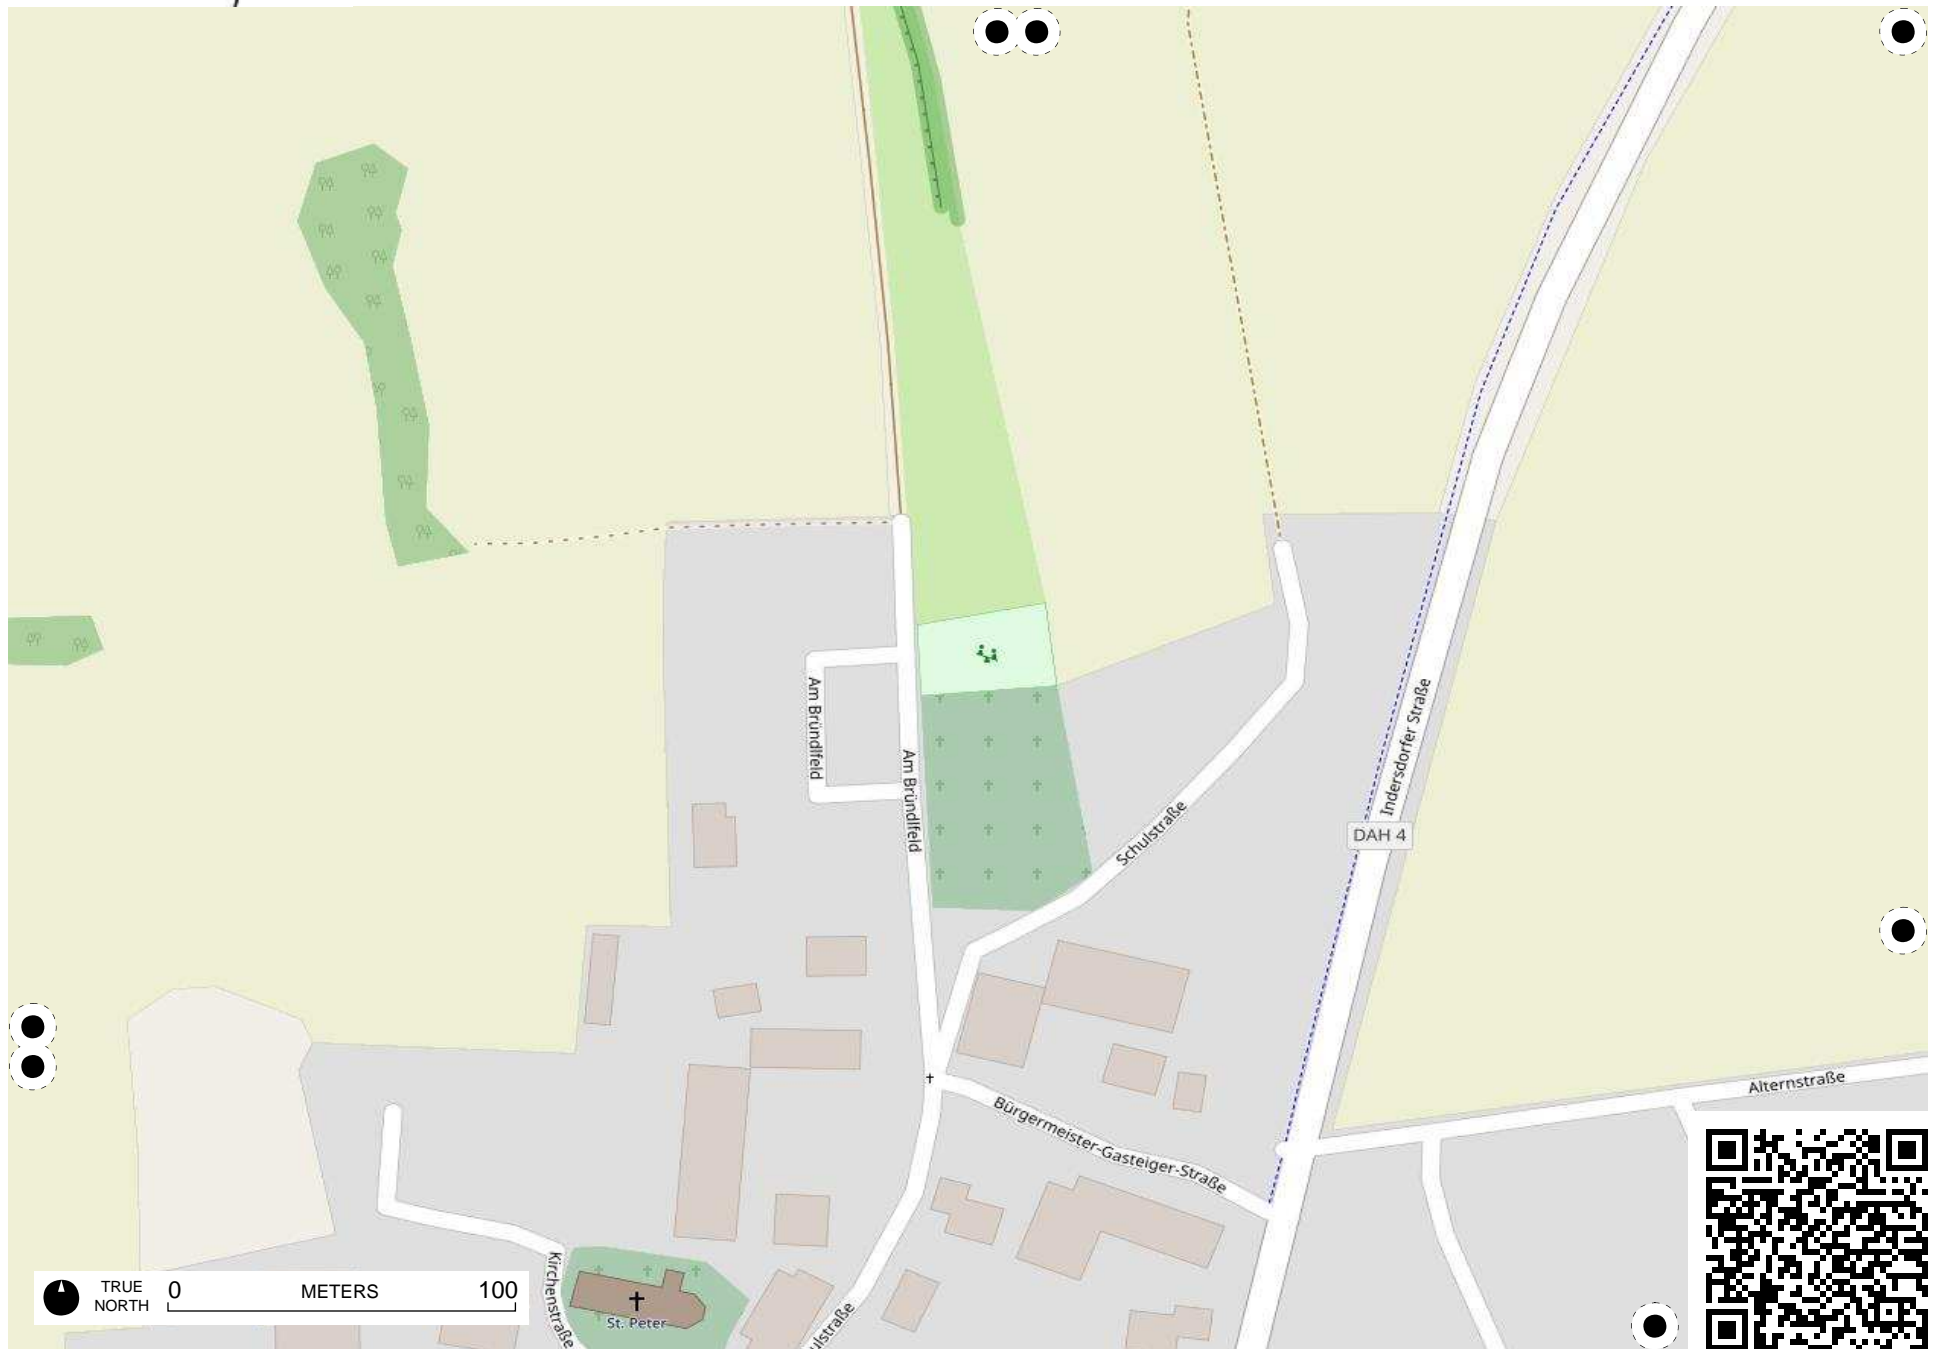 Am Bründlfeld
Am Bründlfeld
Schulstraße
Indersdorfer Straße
DAH 4
Alternstraße
Bürgermeister-Gasteiger-Straße
Kirchenstraße
St. Peter
ulstraße
TRUE
NORTH
0 METERS 100